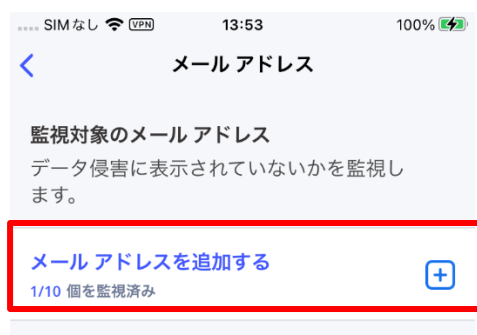 SIMなし VPN 13:53 100%
メール アドレス
監視対象のメール アドレス
データ侵害に表示されていないかを監視し
ます。
メール アドレスを追加する
1/10 個を監視済み